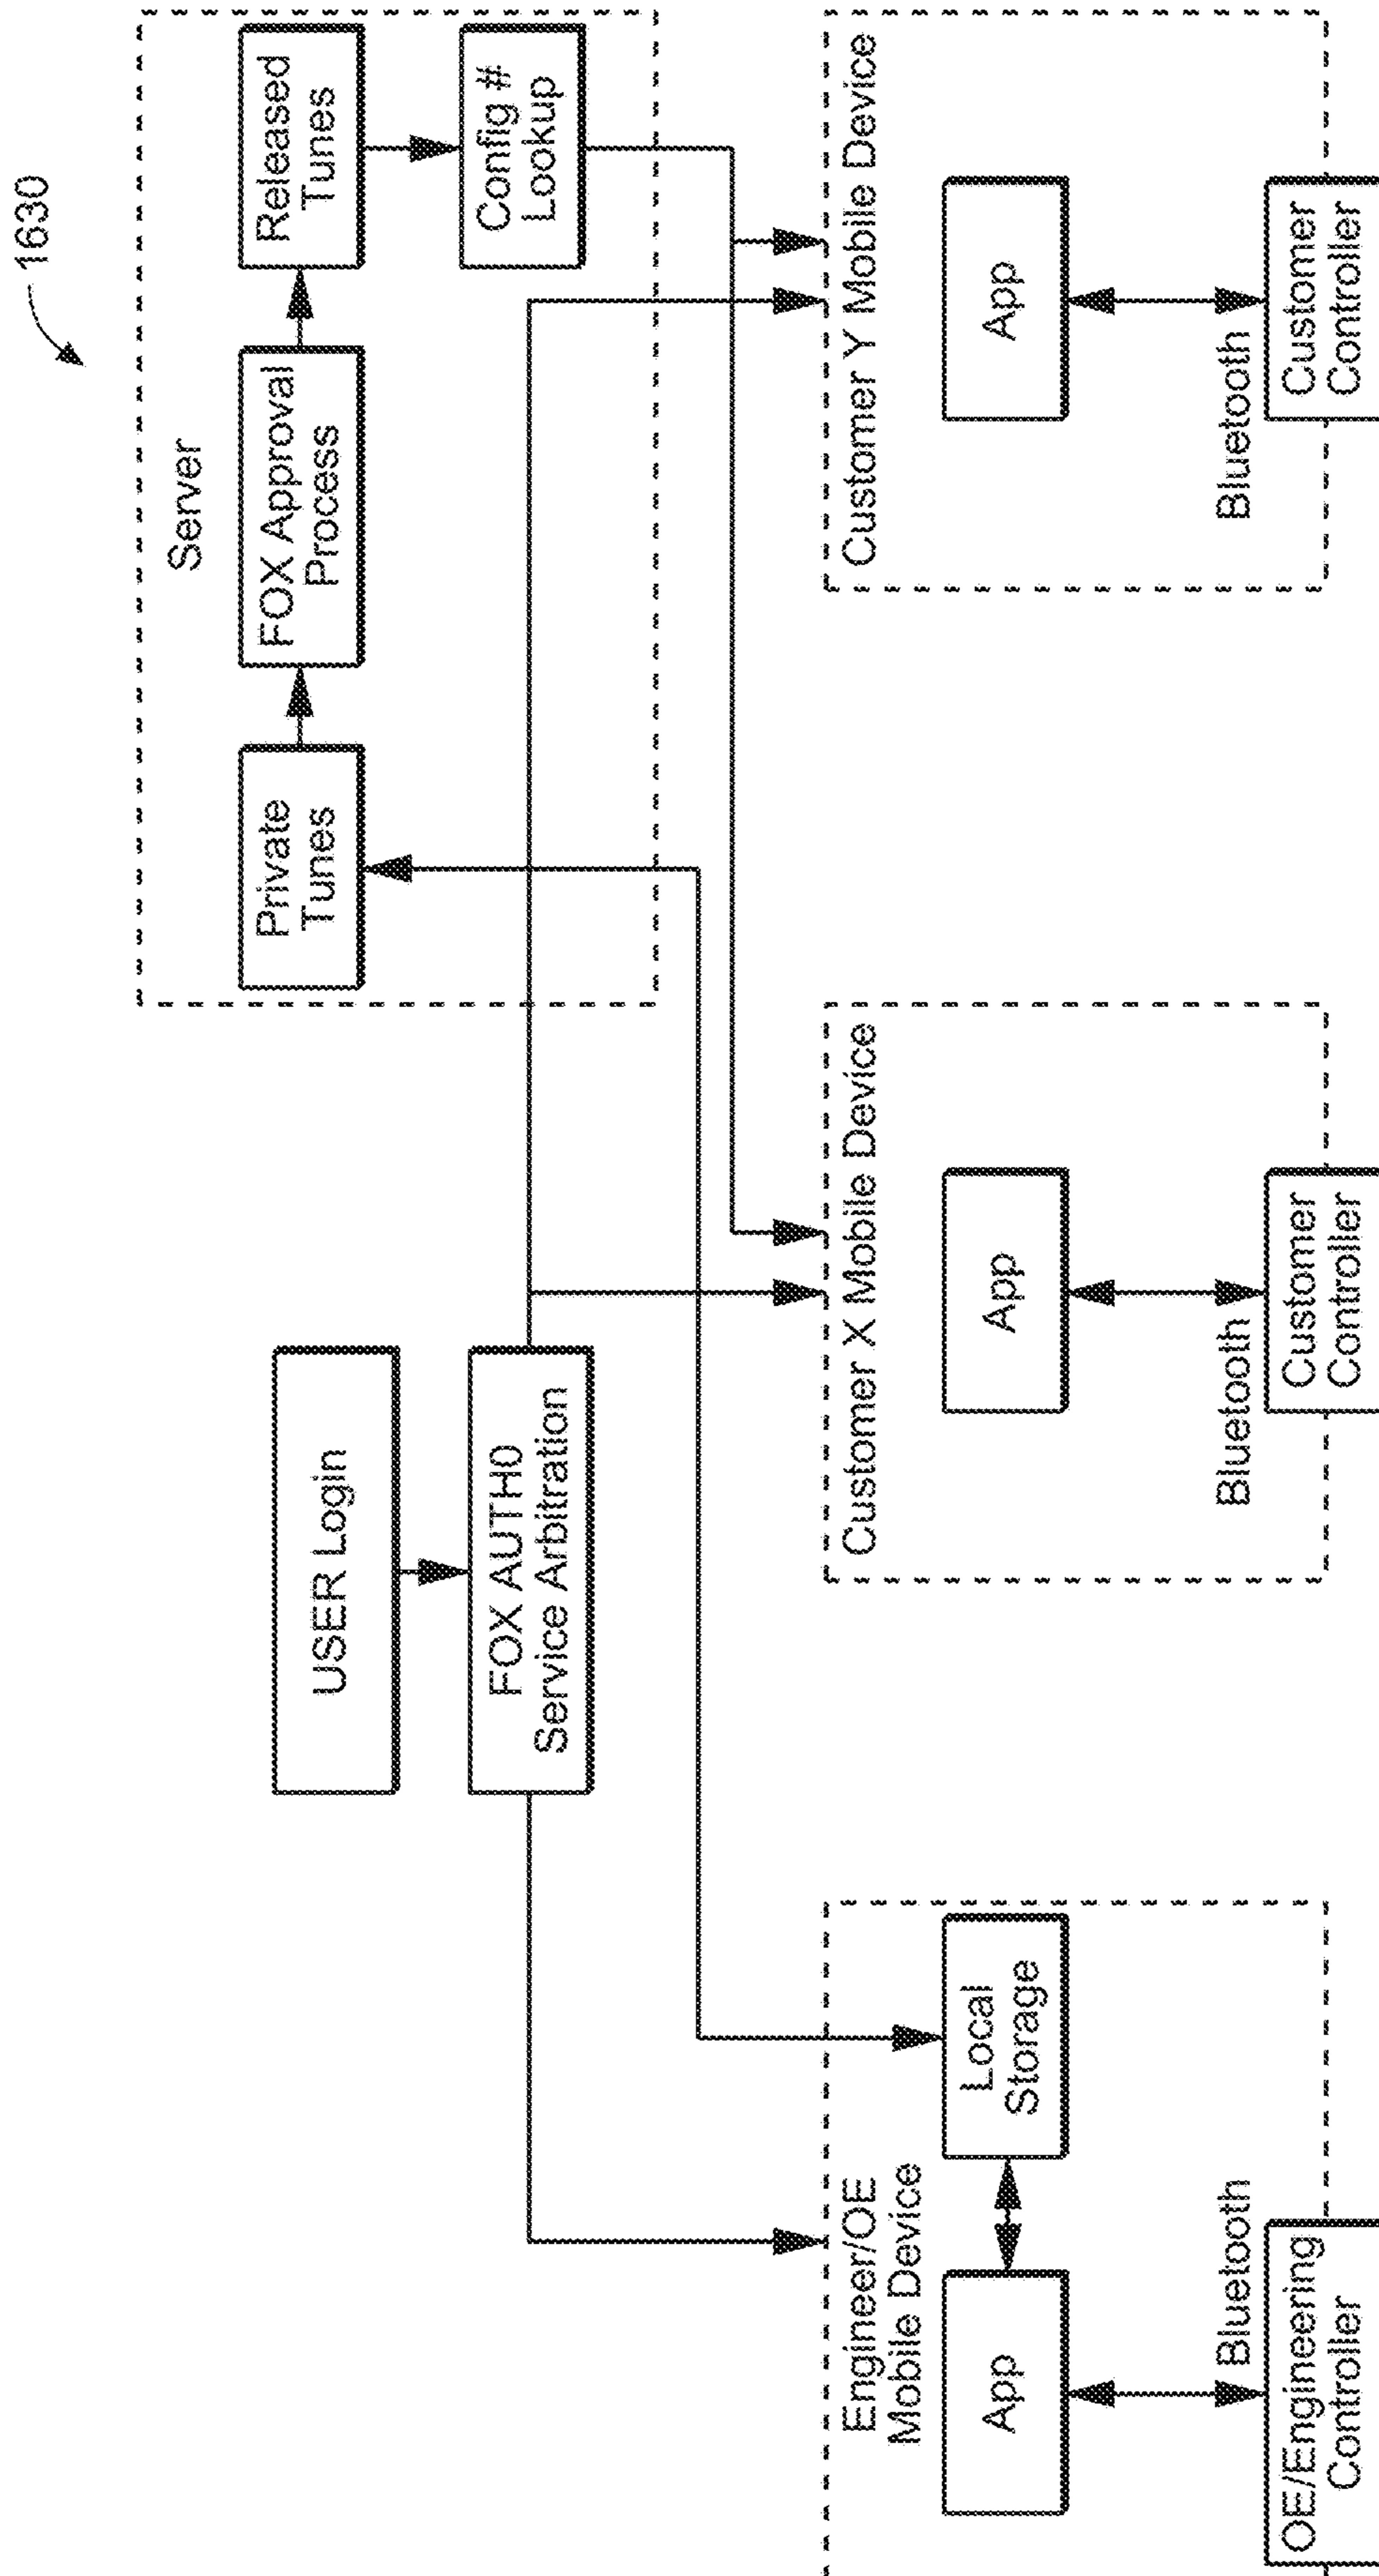 1630
Server
Private
Tunes
FOX Approval
Process
Released
Tunes
Config #
Lookup
USER Login
FOX AUTH0
Service Arbitration
Engineer/OE
Mobile Device
App
Local
Storage
Bluetooth
OE/Engineering
Controller
Customer X Mobile Device
App
Bluetooth
Customer
Controller
Customer Y Mobile Device
App
Bluetooth
Customer
Controller